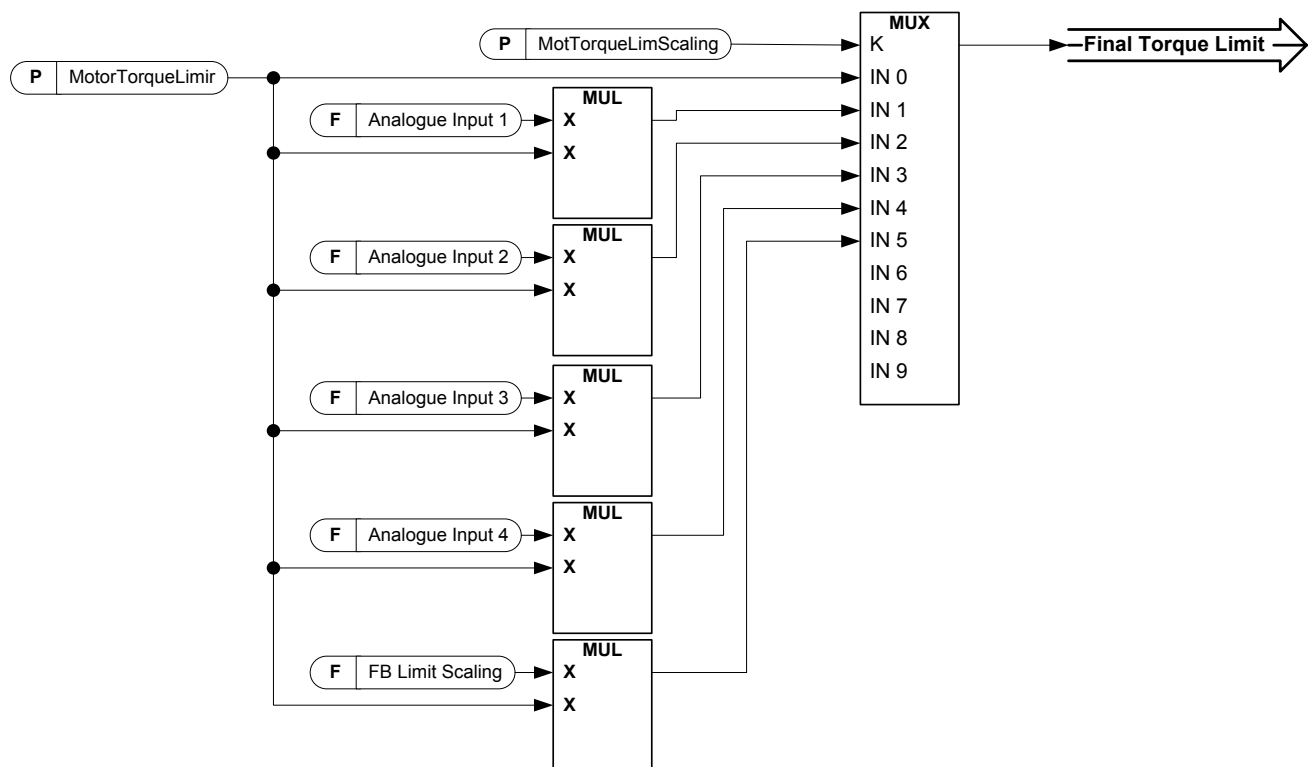 MUX
P MotTorqueLimScaling
K
Final Torque Limit
P MotorTorqueLimir
IN 0
MUL
F Analogue Input 1
X
IN 1
X
IN 2
IN 3
IN 4
MUL
IN 5
F Analogue Input 2
X
IN 6
X
IN 7
IN 8
IN 9
MUL
F Analogue Input 3
X
X
MUL
F Analogue Input 4
X
X
MUL
F FB Limit Scaling
X
X